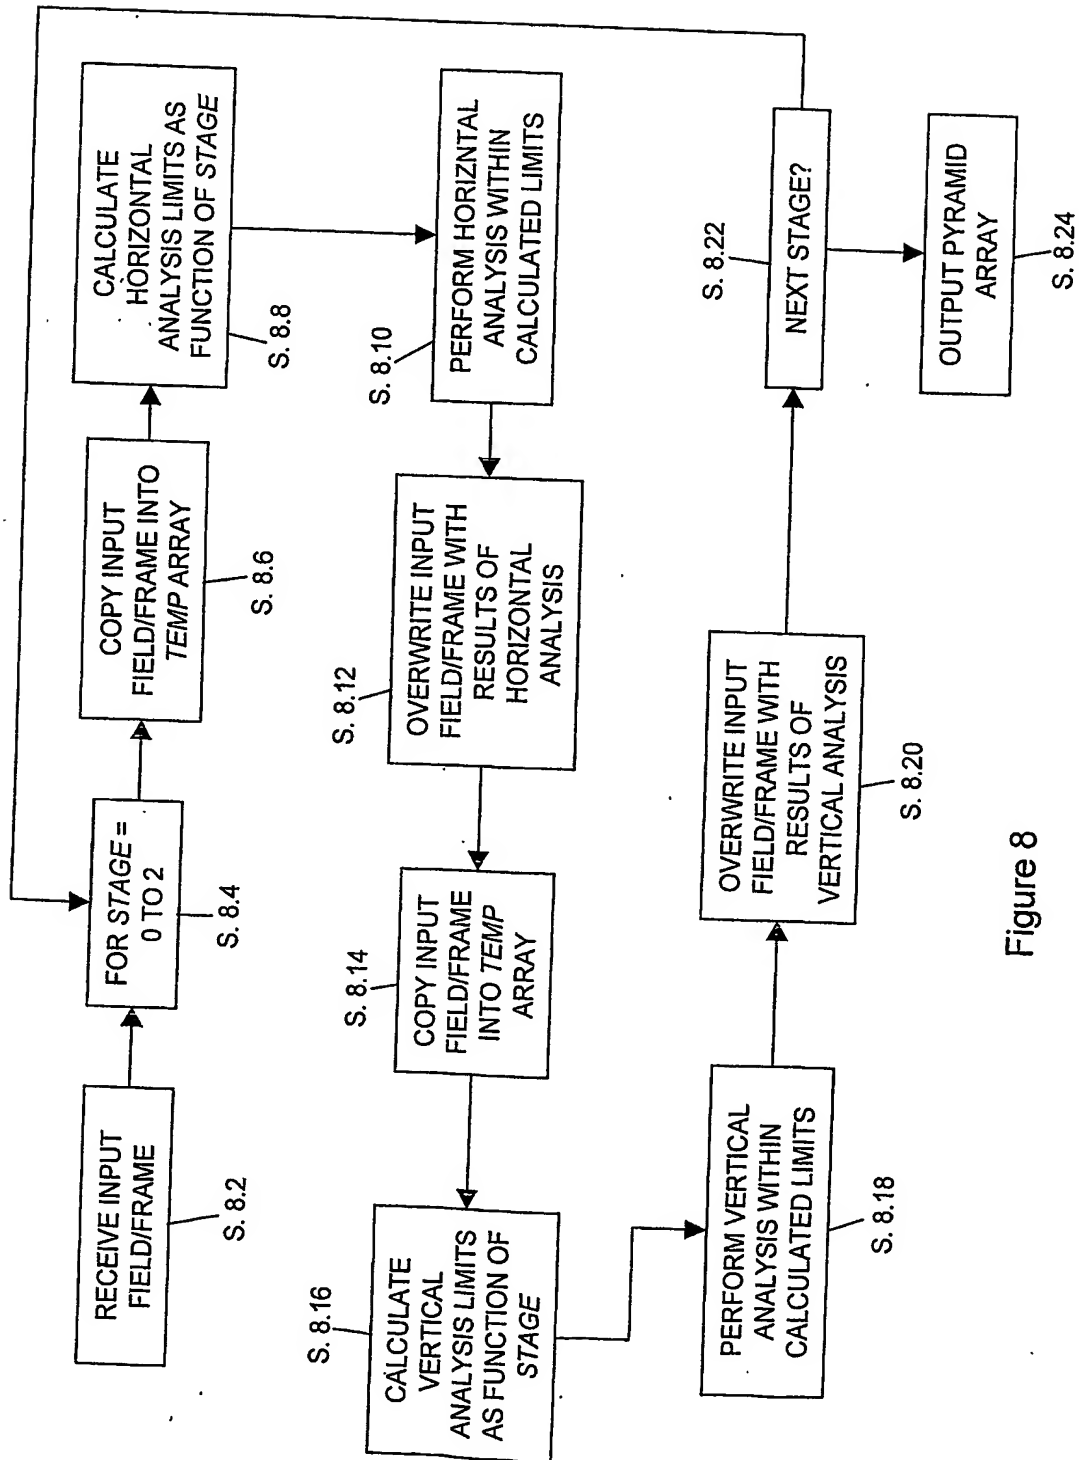 RECEIVE INPUT
FIELD/FRAME
S. 8.2
FOR STAGE =
0 TO 2
S. 8.4
COPY INPUT
FIELD/FRAME INTO
TEMP ARRAY
S. 8.6
CALCULATE
HORIZONTAL
ANALYSIS LIMITS AS
FUNCTION OF STAGE
S. 8.8
S. 8.10
PERFORM HORIZNTAL
ANALYSIS WITHIN
CALCULATED LIMITS
S. 8.12
OVERWRITE INPUT
FIELD/FRAME WITH
RESULTS OF
HORIZONTAL
ANALYSIS
S. 8.14
COPY INPUT
FIELD/FRAME
INTO TEMP
ARRAY
S. 8.16
CALCULATE
VERTICAL
ANALYSIS LIMITS
AS FUNCTION OF
STAGE
PERFORM VERTICAL
ANALYSIS WITHIN
CALCULATED LIMITS
S. 8.18
OVERWRITE INPUT
FIELD/FRAME WITH
RESULTS OF
VERTICAL ANALYSIS
S. 8.20
S. 8.22
NEXT STAGE?
OUTPUT PYRAMID
ARRAY
S. 8.24
Figure 8